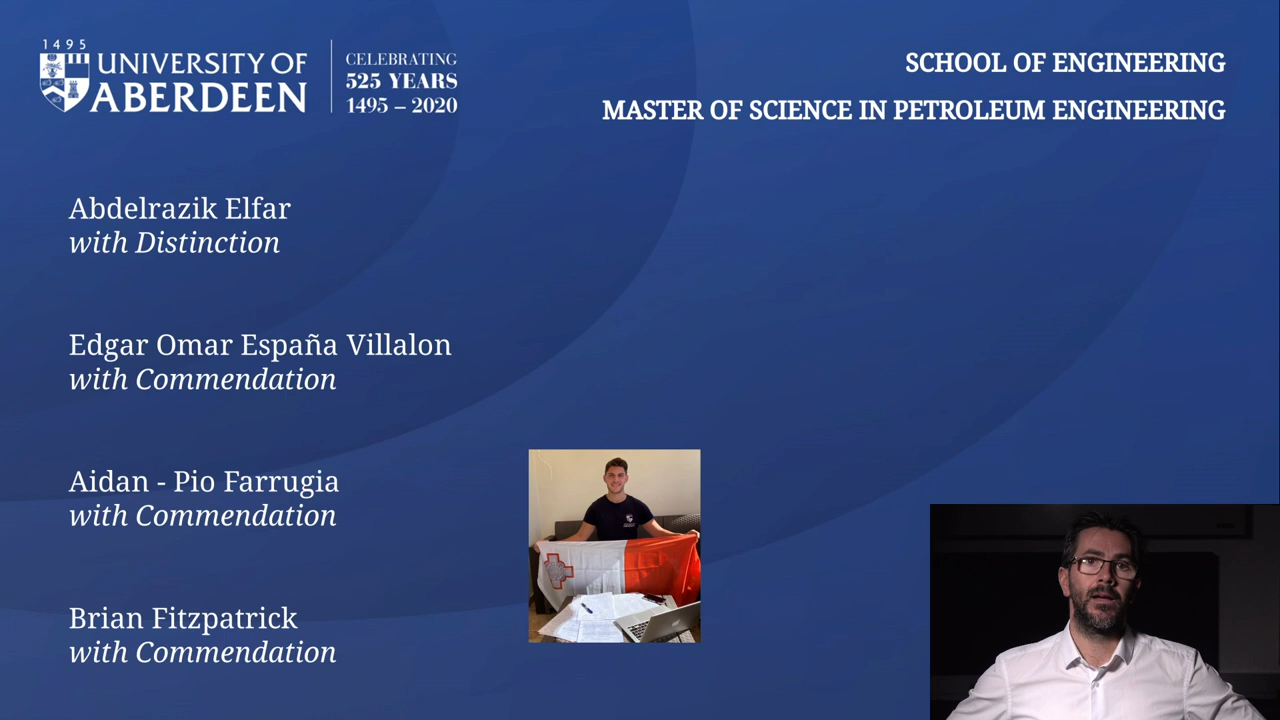 1495
UNIVERSITY OF
ABERDEEN
CELEBRATING
525 YEARS
1495 – 2020
SCHOOL OF ENGINEERING
MASTER OF SCIENCE IN PETROLEUM ENGINEERING
Abdelrazik Elfar
with Distinction
Edgar Omar España Villalon
with Commendation
Aidan - Pio Farrugia
with Commendation
Brian Fitzpatrick
with Commendation